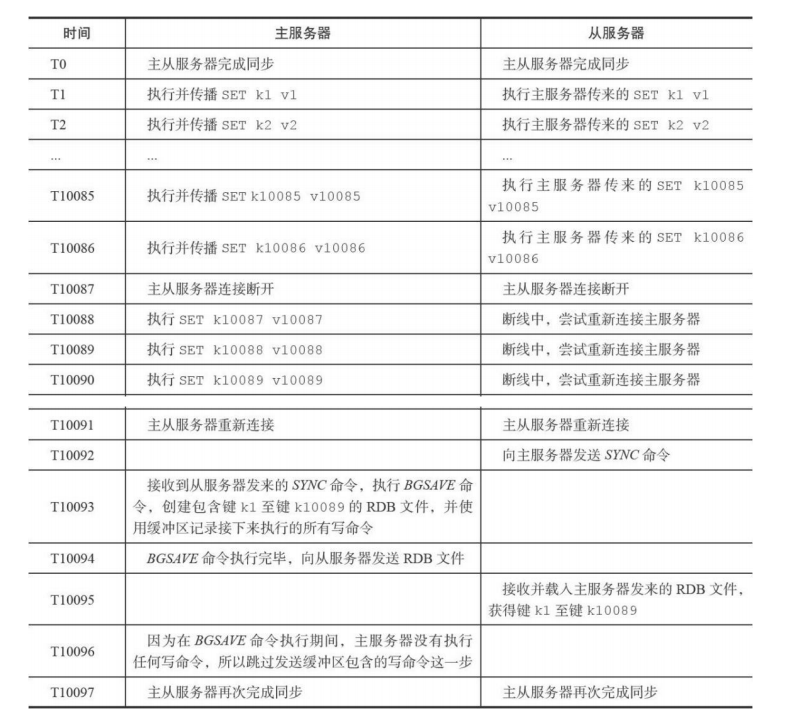 时间 主服务器 从服务器
T0 主从服务器完成同步 主从服务器完成同步
T1 执行并传播 SET k1 v1 执行主服务器传来的 SET k1 v1
T2 执行并传播 SET k2 v2 执行主服务器传来的 SET k2 v2
... ... ...
T10085 执行并传播 SET k10085 v10085 执行主服务器传来的 SET k10085
v10085
T10086 执行并传播 SET k10086 v10086 执行主服务器传来的 SET k10086
v10086
T10087 主从服务器连接断开 主从服务器连接断开
T10088 执行 SET k10087 v10087 断线中，尝试重新连接主服务器
T10089 执行 SET k10088 v10088 断线中，尝试重新连接主服务器
T10090 执行 SET k10089 v10089 断线中，尝试重新连接主服务器
T10091 主从服务器重新连接 主从服务器重新连接
T10092 向主服务器发送 SYNC 命令
T10093 接收到从服务器发来的 SYNC 命令，执行 BGSAVE 命
令，创建包含键 k1 至键 k10089 的 RDB 文件，并使
用缓冲区记录接下来执行的所有写命令
T10094 BGSAVE 命令执行完毕，向从服务器发送 RDB 文件
T10095 接收并载入主服务器发来的 RDB 文件，
获得键 k1 至键 k10089
T10096 因为在 BGSAVE 命令执行期间，主服务器没有执行
任何写命令，所以跳过发送缓冲区包含的写命令这一步
T10097 主从服务器再次完成同步 主从服务器再次完成同步